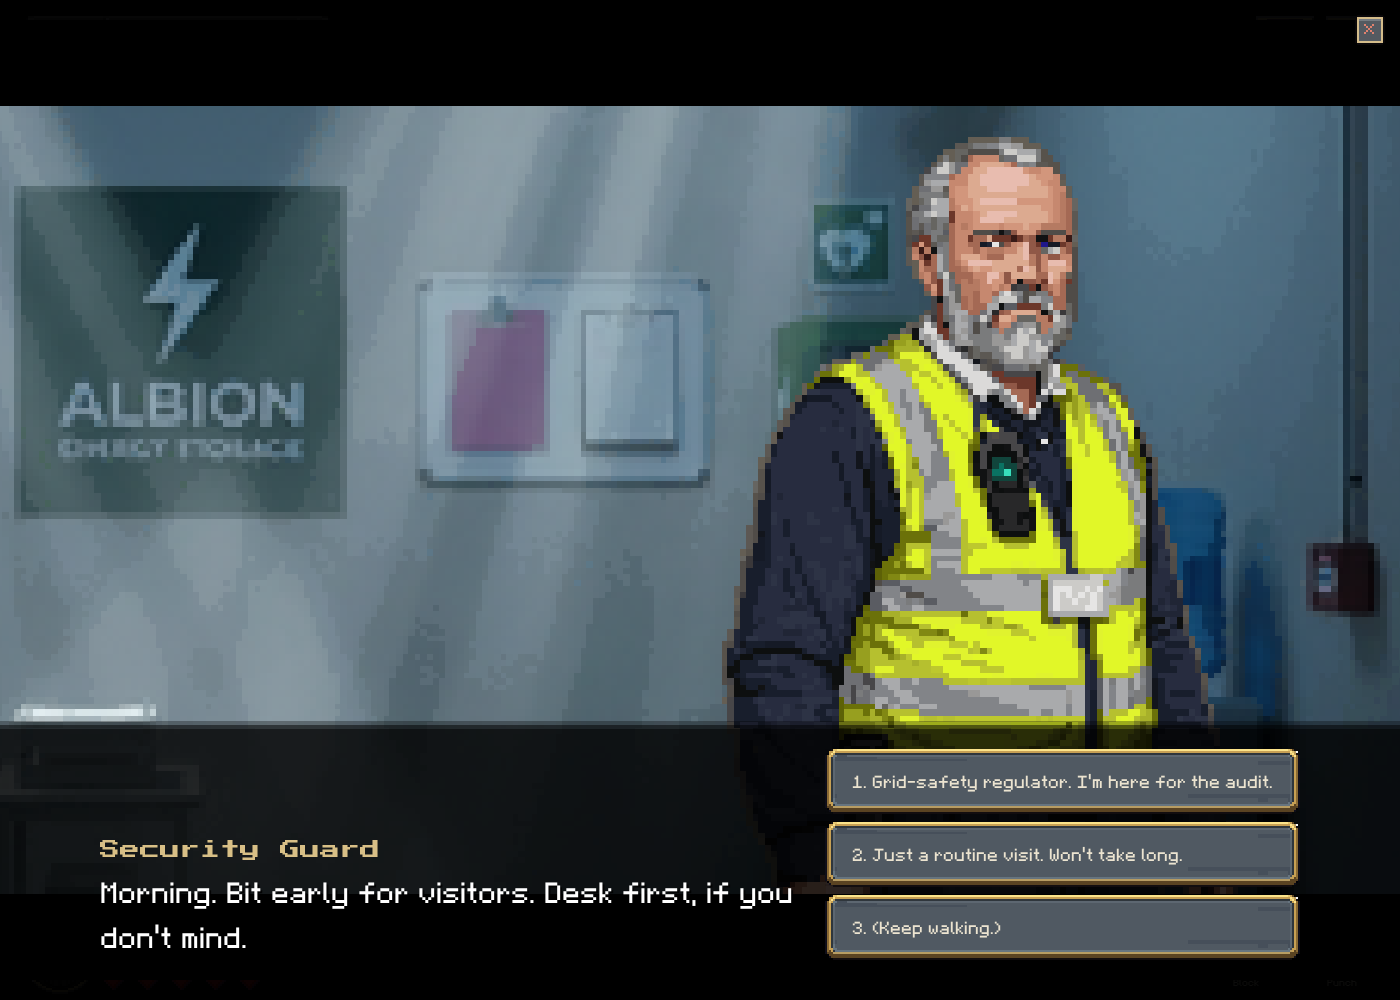 ALBION
Security Guard
Morning. Bit early for visitors. Desk first, if you
don't mind.
1. Grid-safety regulator. I'm here for the audit.
2. Just a routine visit. Won't take long.
3. (Keep walking.)